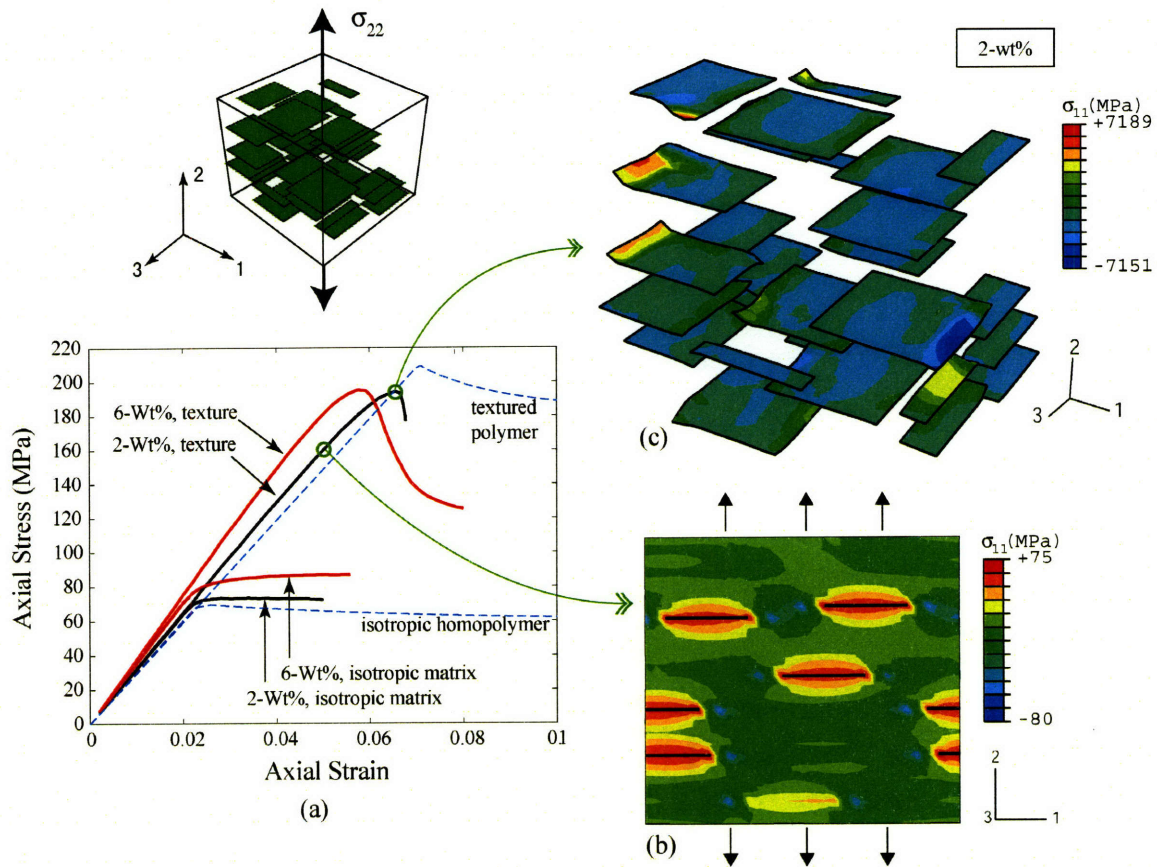 σ22
2
3
1
2-wt%
σ11(MPa)
+7189
-7151
2
3
1
(c)
220
200
180
160
140
120
100
80
60
40
20
0
Axial Stress (MPa)
6-Wt%, texture
2-Wt%, texture
textured
polymer
isotropic homopolymer
6-Wt%, isotropic matrix
2-Wt%, isotropic matrix
0
0.02
0.04
0.06
0.08
0.1
Axial Strain
(a)
σ11(MPa)
+75
-80
2
3
1
(b)